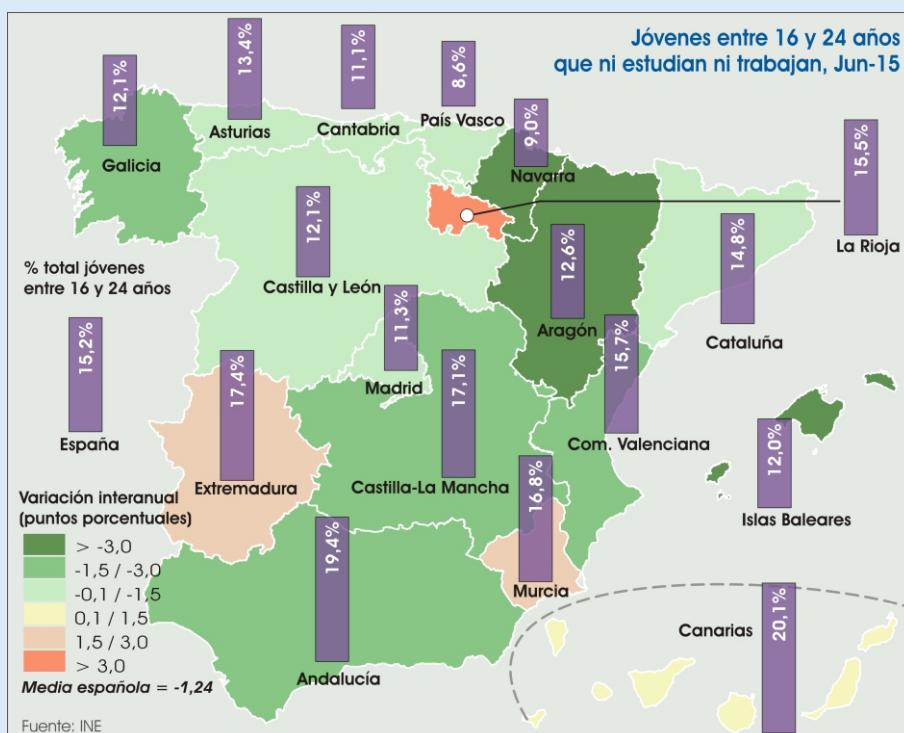 Jóvenes entre 16 y 24 años
que ni estudian ni trabajan, Jun-15
12,1%
Galicia
13,4%
Asturias
11,1%
Cantabria
8,6%
País Vasco
9,0%
Navarra
15,5%
La Rioja
12,1%
Castilla y León
12,6%
Aragón
14,8%
Cataluña
% total jóvenes
entre 16 y 24 años
15,2%
España
11,3%
Madrid
15,7%
Com. Valenciana
17,4%
Extremadura
17,1%
Castilla-La Mancha
12,0%
Islas Baleares
16,8%
Murcia
19,4%
Andalucía
20,1%
Canarias
Variación interanual
(puntos porcentuales)
> -3,0
-1,5 / -3,0
-0,1 / -1,5
0,1 / 1,5
1,5 / 3,0
> 3,0
Media española = -1,24
Fuente: INE